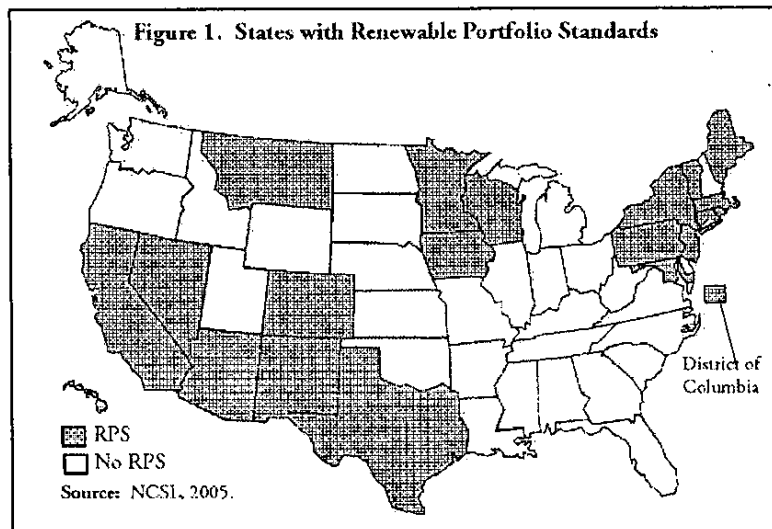 Figure 1. States with Renewable Portfolio Standards
District of
Columbia
RPS
No RPS
Source: NCSL, 2005.